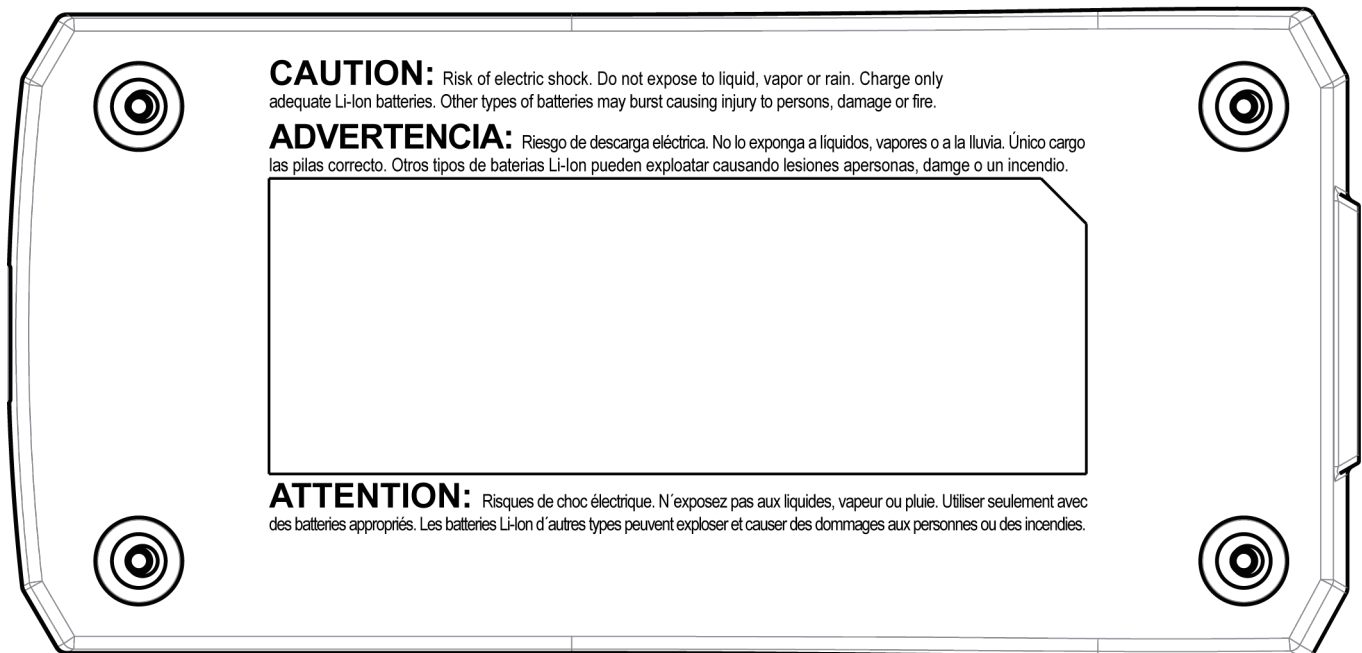 CAUTION: Risk of electric shock. Do not expose to liquid, vapor or rain. Charge only
adequate Li-Ion batteries. Other types of batteries may burst causing injury to persons, damage or fire.
ADVERTENCIA: Riesgo de descarga eléctrica. No lo exponga a líquidos, vapores o a la lluvia. Único cargo
las pilas correcto. Otros tipos de baterias Li-Ion pueden exploatar causando lesiones apersonas, damge o un incendio.
ATTENTION: Risques de choc électrique. N´exposez pas aux liquides, vapeur ou pluie. Utiliser seulement avec
des batteries appropriés. Les batteries Li-Ion d´autres types peuvent exploser et causer des dommages aux personnes ou des incendies.